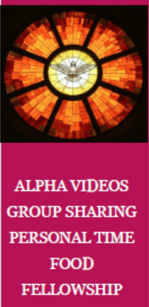 ALPHA VIDEOS
GROUP SHARING
PERSONAL TIME
FOOD
FELLOWSHIP